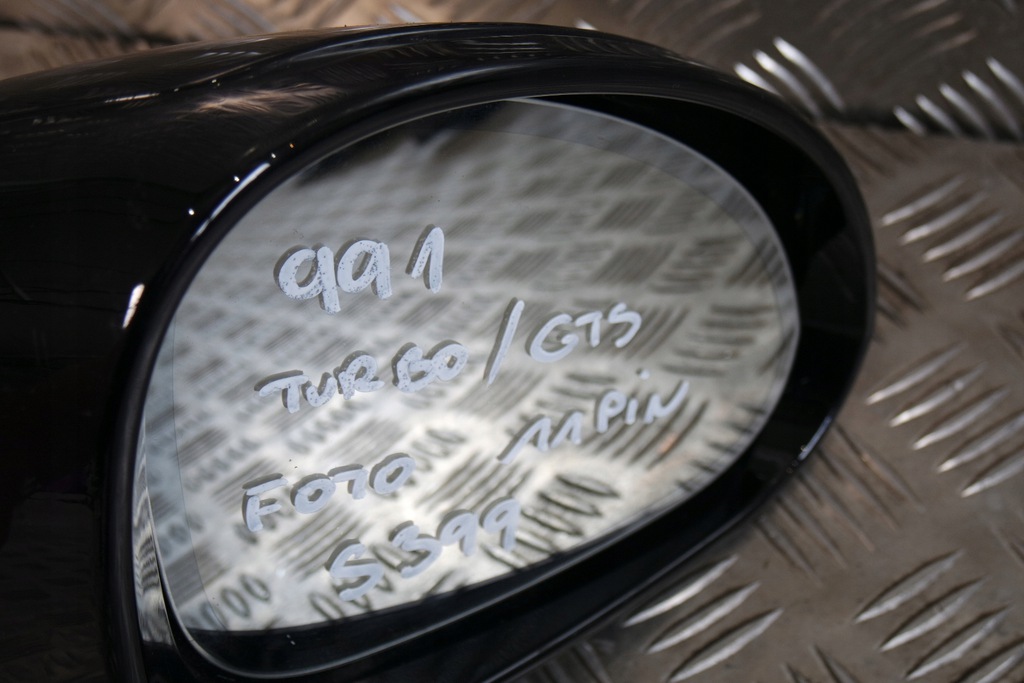 991
TURBO/GTS
FOTO 11PiN
S399